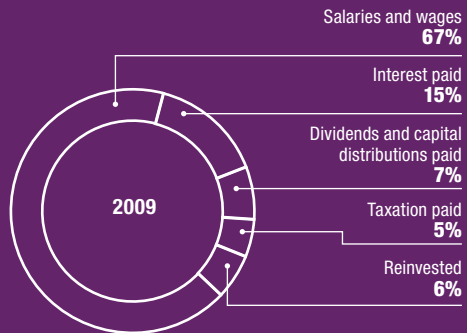 Salaries and wages
67%
Interest paid
15%
Dividends and capital
distributions paid
7%
2009
Taxation paid
5%
Reinvested
6%